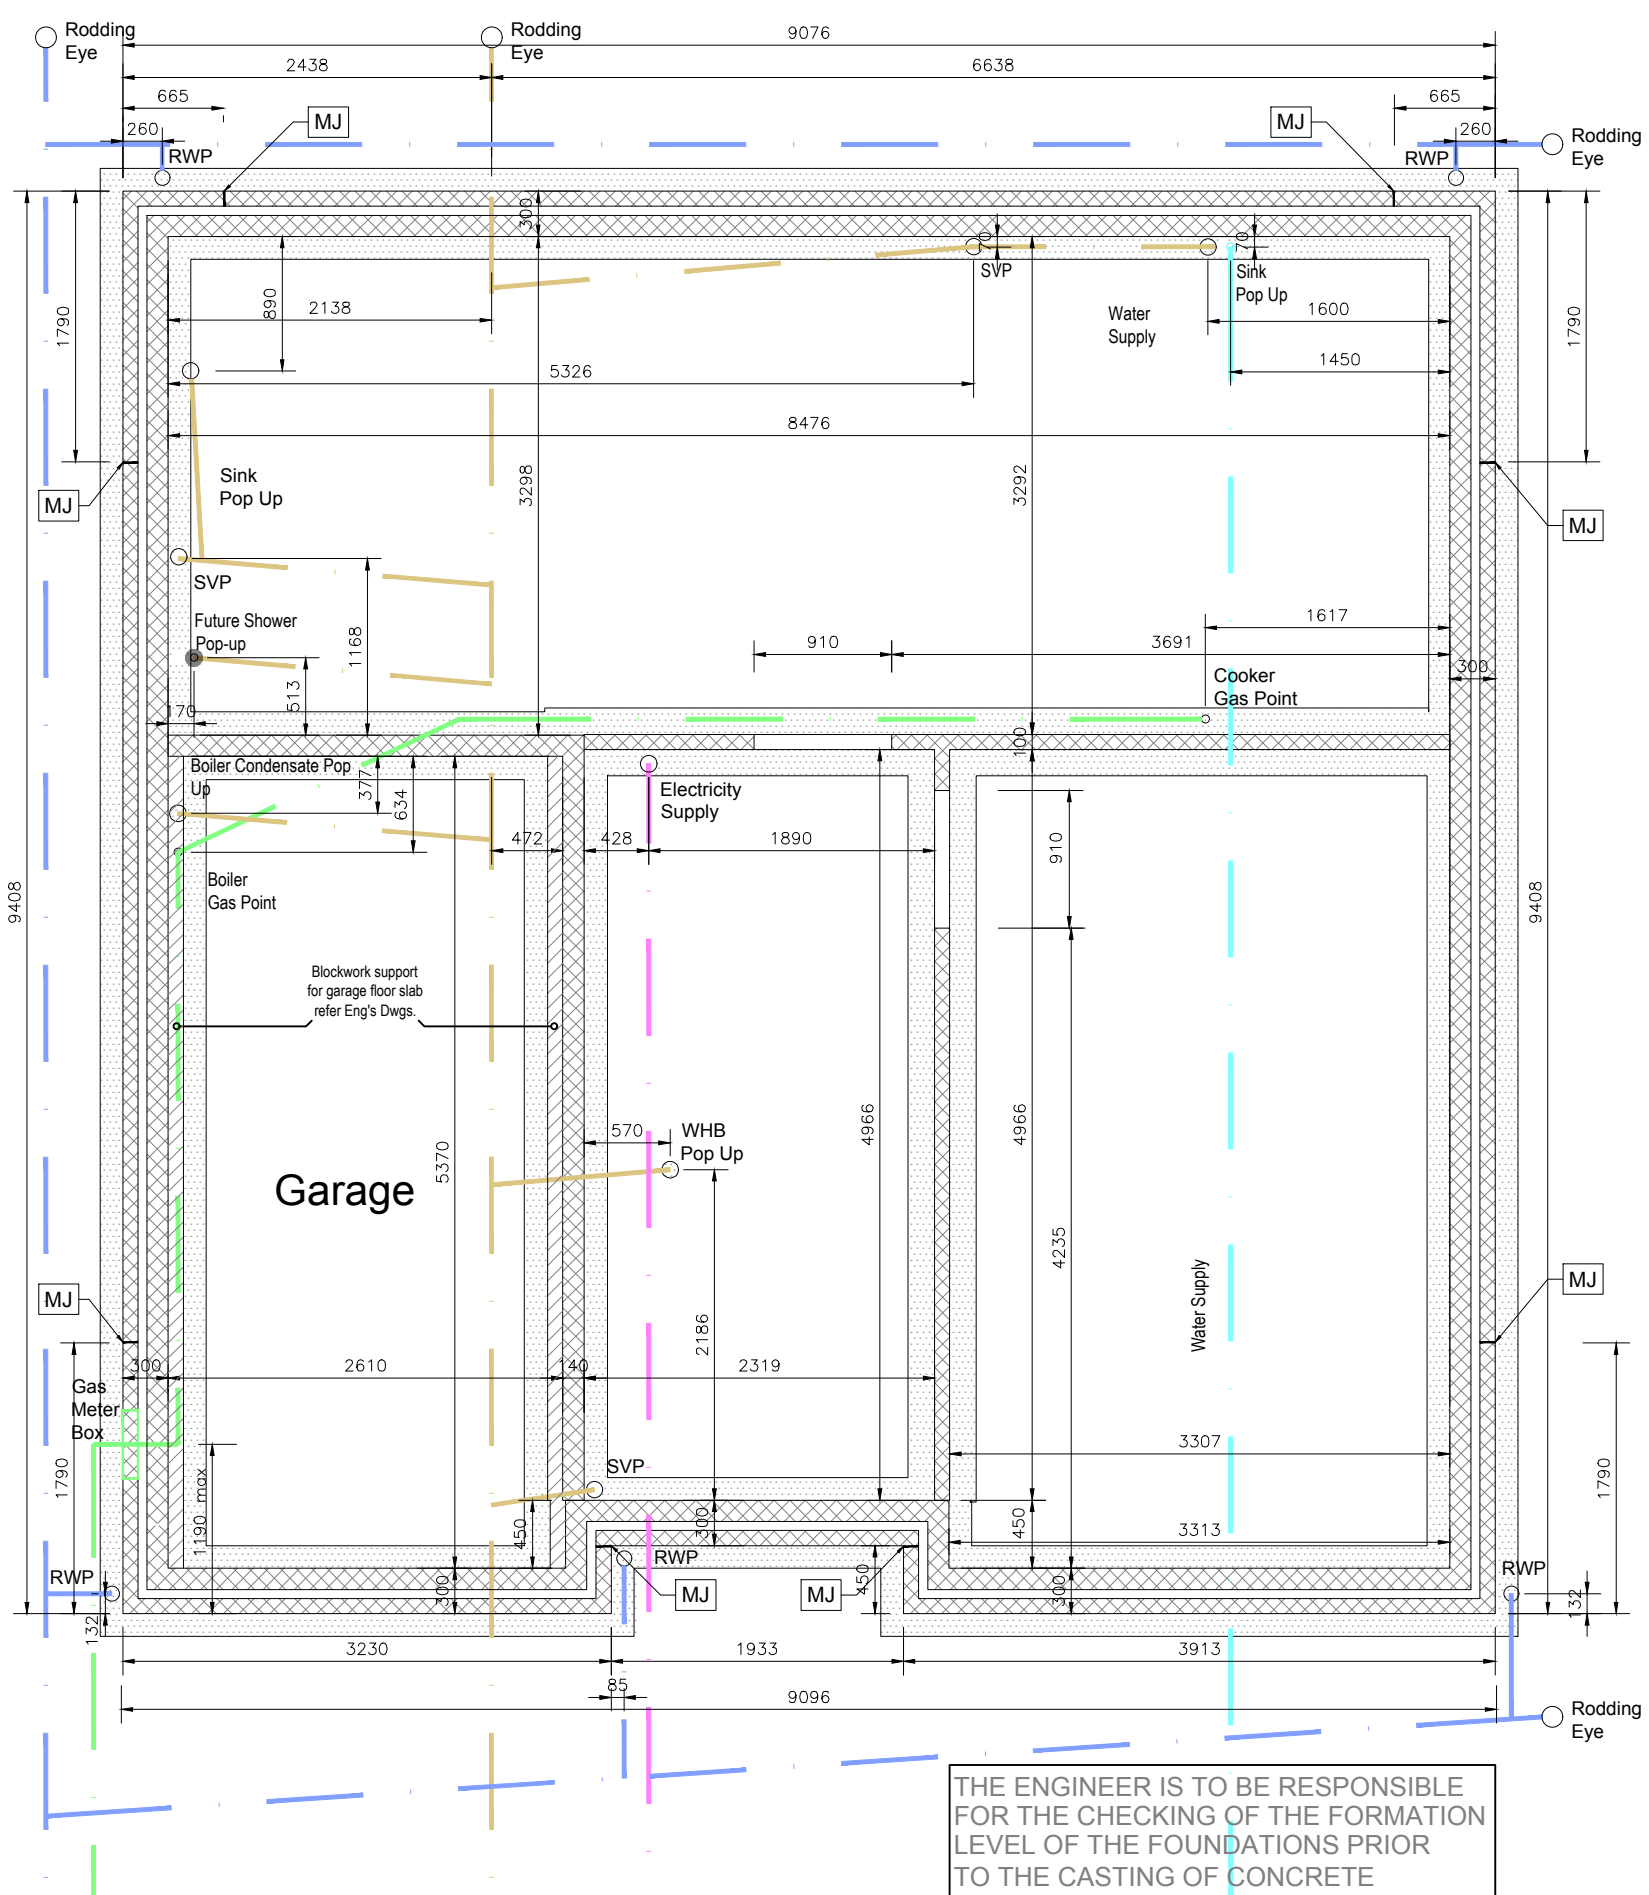 Rodding
Eye
Rodding
Eye
9076
2438
6638
665
665
MJ
MJ
260
260
Rodding
Eye
RWP
RWP
300
70
70
SVP
Sink
Pop Up
890
2138
Water
Supply
1600
1790
1790
5326
1450
8476
3298
3292
Sink
Pop Up
MJ
MJ
SVP
Future Shower
Pop-up
1168
513
170
1617
910
3691
300
Cooker
Gas Point
100
Boiler Condensate Pop
Up
377
634
Electricity
Supply
472
428
1890
910
Boiler
Gas Point
9408
9408
Blockwork support
for garage floor slab
refer Eng's Dwgs.
4966
4966
570
WHB
Pop Up
5370
Garage
4235
Water Supply
MJ
MJ
2186
300
2610
140
2319
Gas
Meter
Box
3307
1790
1790
1190 max
SVP
450
300
450
3313
RWP
RWP
RWP
300
MJ
MJ
450
300
132
132
3230
1933
3913
85
9096
Rodding
Eye
THE ENGINEER IS TO BE RESPONSIBLE
FOR THE CHECKING OF THE FORMATION
LEVEL OF THE FOUNDATIONS PRIOR
TO THE CASTING OF CONCRETE